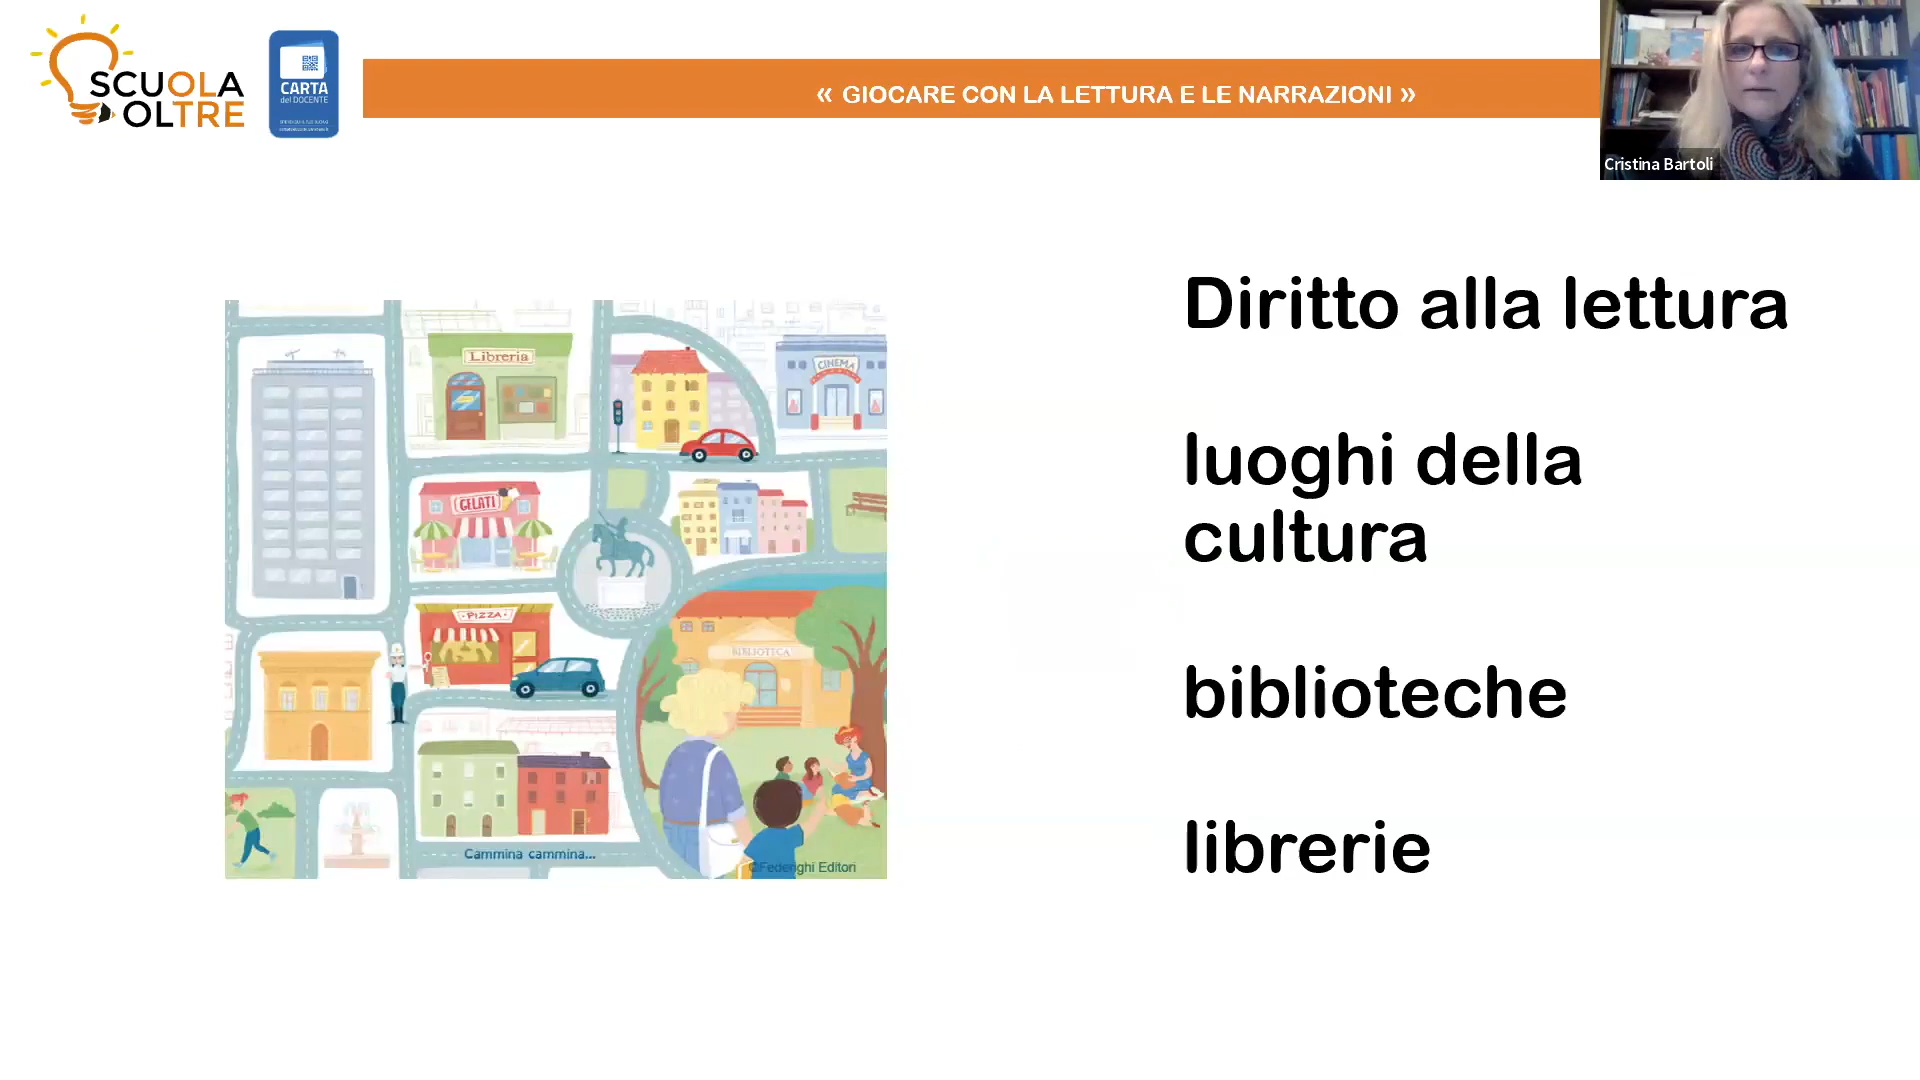 SCUOLA
OLTRE
CARTA
del DOCENTE
« GIOCARE CON LA LETTURA E LE NARRAZIONI »
Cristina Bartoli
Diritto alla lettura
luoghi della
cultura
biblioteche
librerie
Libreria
CINEMA
GELATI
PIZZA
BIBLIOTECA
Cammina cammina...
©Federighi Editori